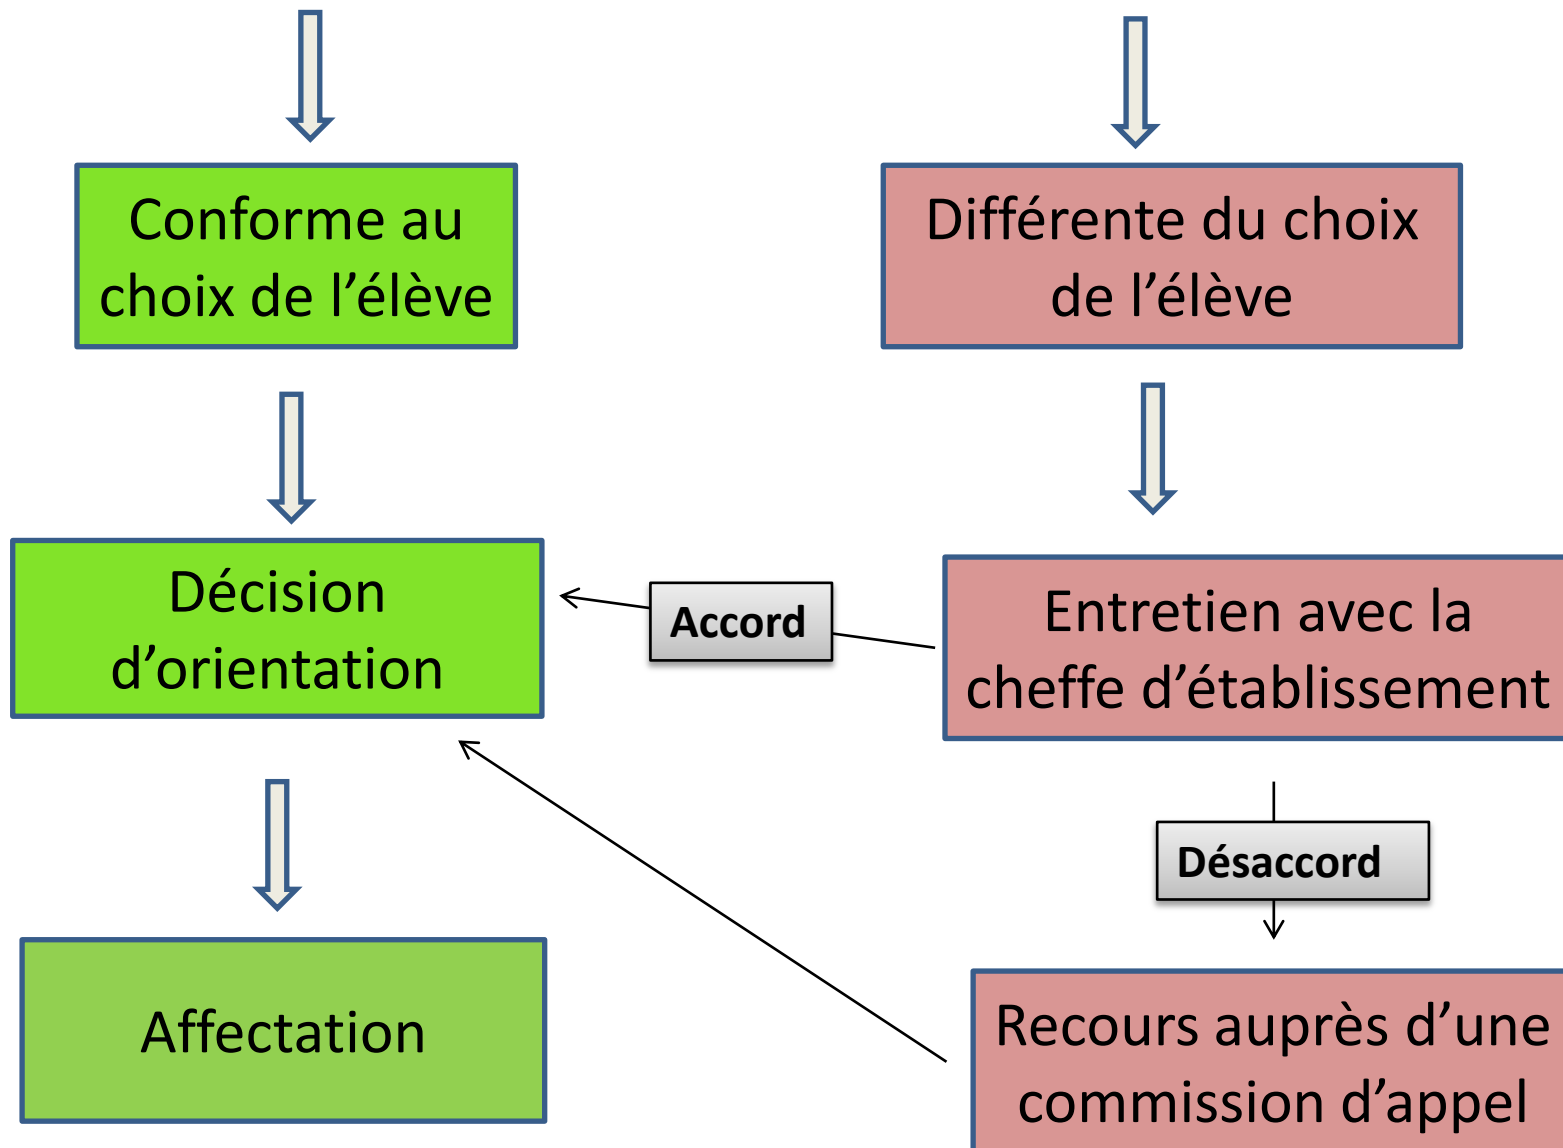 Conforme au
choix de l’élève
Différente du choix
de l’élève
Décision
d’orientation
Accord
Entretien avec la
cheffe d’établissement
Désaccord
Affectation
Recours auprès d’une
commission d’appel